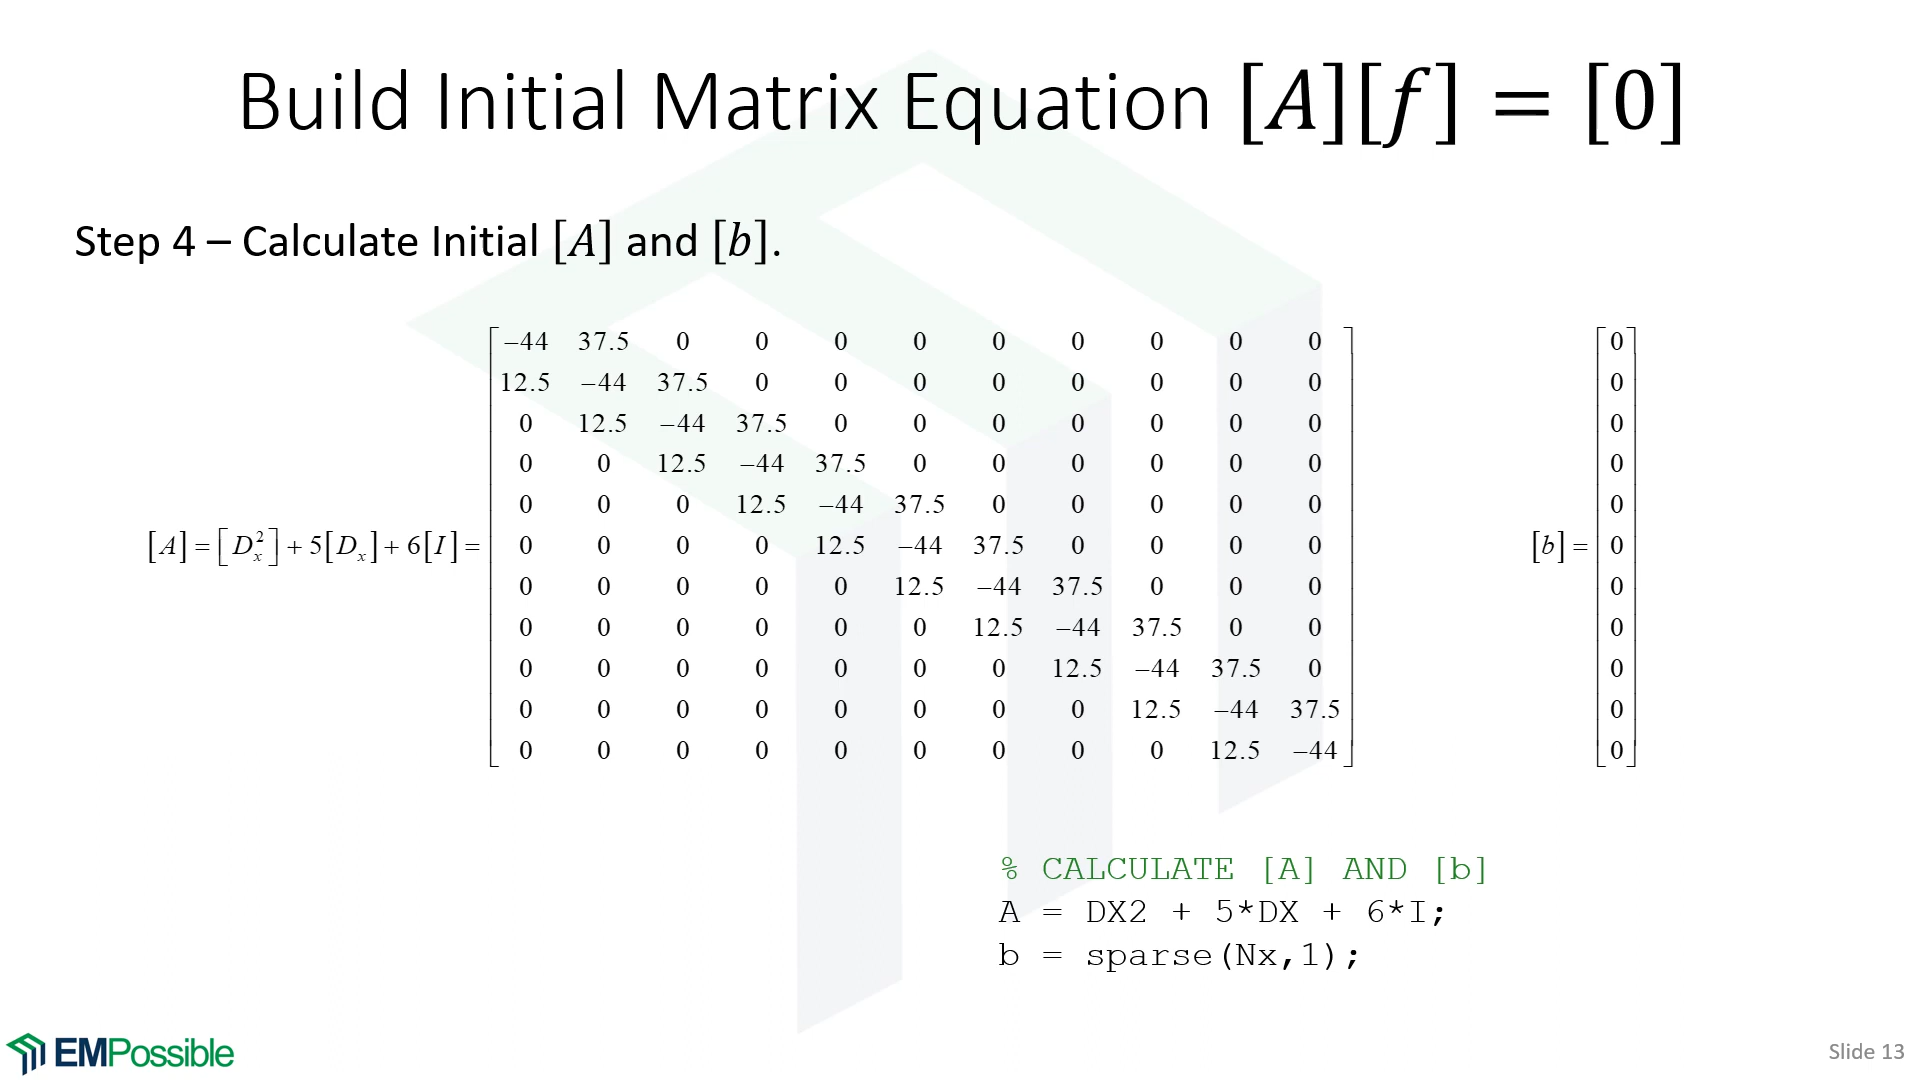 Build Initial Matrix Equation [A][f] = [0]
Step 4 – Calculate Initial [A] and [b].
−44 37.5 0 0 0 0 0 0 0 0 0 0
12.5 −44 37.5 0 0 0 0 0 0 0 0 0
0 12.5 −44 37.5 0 0 0 0 0 0 0 0
0 0 12.5 −44 37.5 0 0 0 0 0 0 0
0 0 0 12.5 −44 37.5 0 0 0 0 0 0
[A] = [D_x^2] + 5[D_x] + 6[I] = 0 0 0 0 12.5 −44 37.5 0 0 0 0 [b] = 0
0 0 0 0 0 12.5 −44 37.5 0 0 0 0
0 0 0 0 0 0 12.5 −44 37.5 0 0 0
0 0 0 0 0 0 0 12.5 −44 37.5 0 0
0 0 0 0 0 0 0 0 12.5 −44 37.5 0
0 0 0 0 0 0 0 0 0 12.5 −44 0
% CALCULATE [A] AND [b]
A = DX2 + 5*DX + 6*I;
b = sparse(Nx,1);
EMPossible
Slide 13